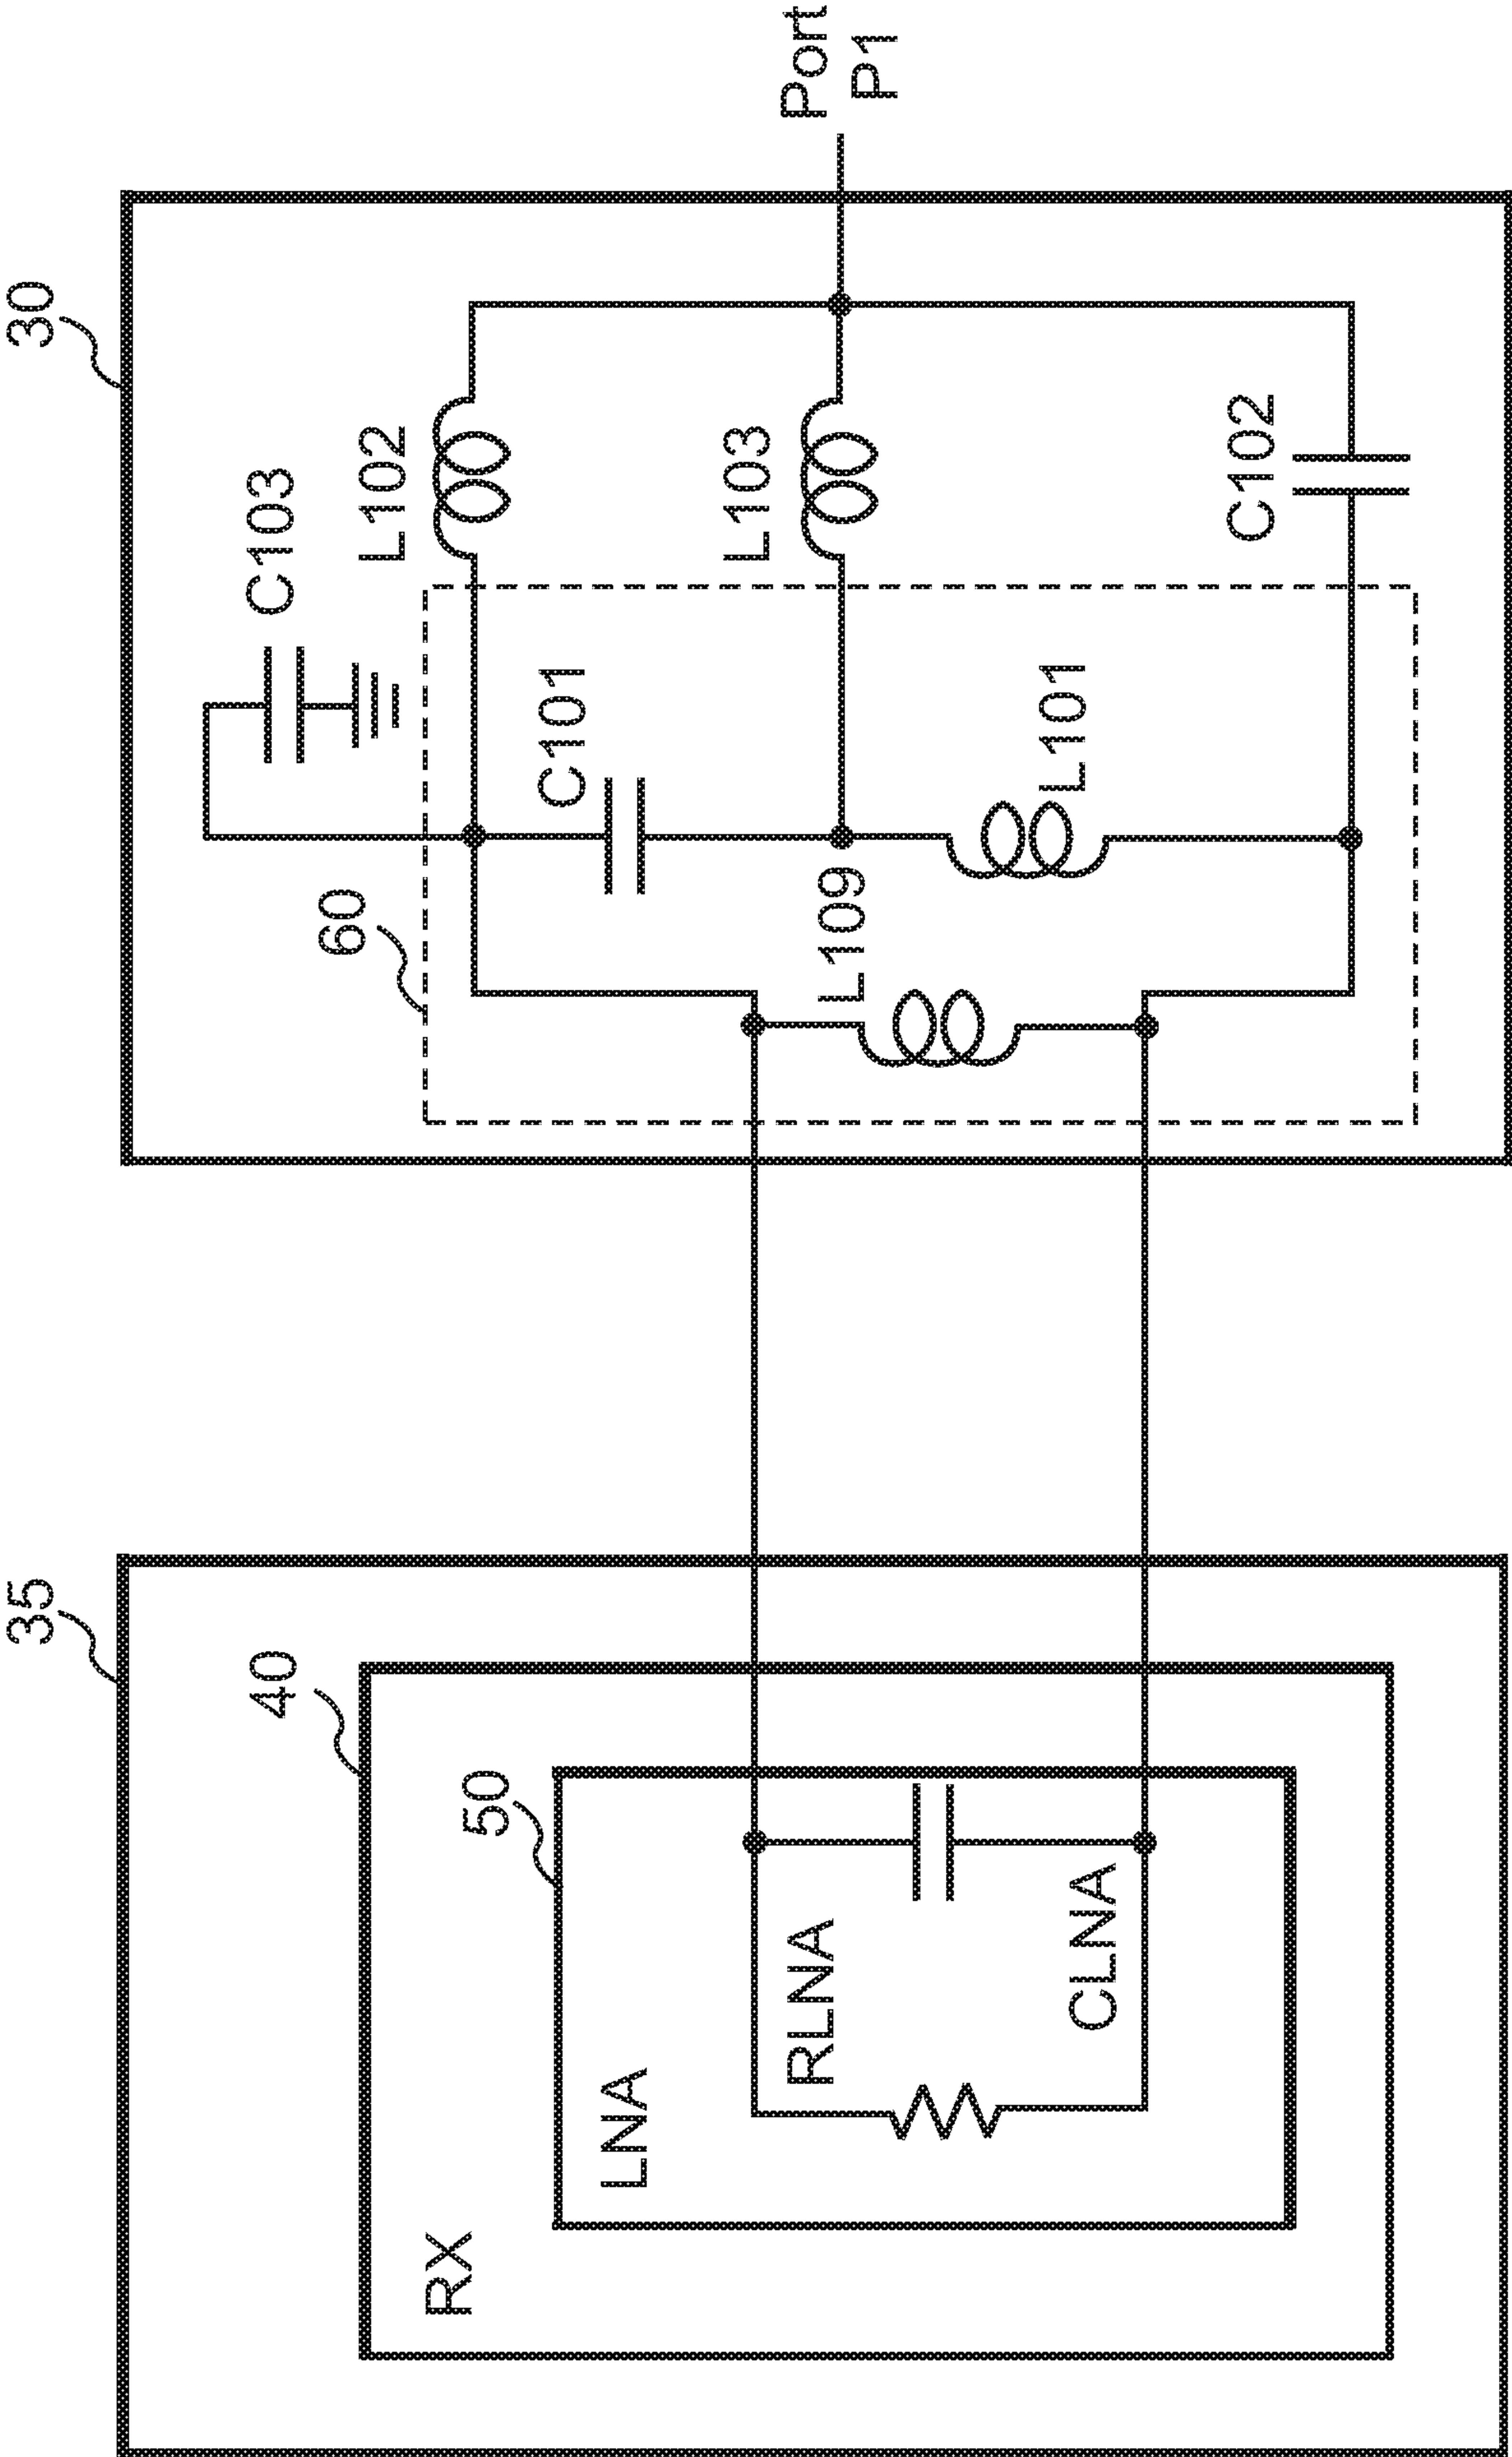 30
Port
P1
C103
L102
L103
C102
60
C101
L101
L109
35
40
50
RLNA
CLNA
LNA
RX